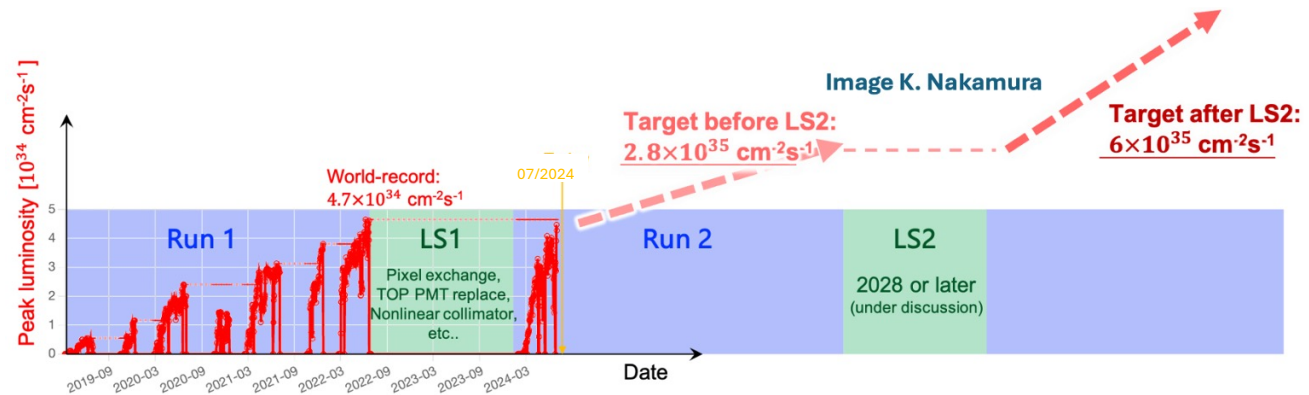 Image K. Nakamura
Target before LS2:
2.8×10³⁵ cm⁻²s⁻¹
Target after LS2:
6×10³⁵ cm⁻²s⁻¹
World-record:
4.7×10³⁴ cm⁻²s⁻¹
07/2024
Peak luminosity [10³⁴ cm⁻²s⁻¹]
5
4
3
2
1
0
Run 1
LS1
Pixel exchange,
TOP PMT replace,
Nonlinear collimator,
etc..
Run 2
LS2
2028 or later
(under discussion)
2019-09
2020-03
2020-09
2021-03
2021-09
2022-03
2022-09
2023-03
2023-09
2024-03
Date